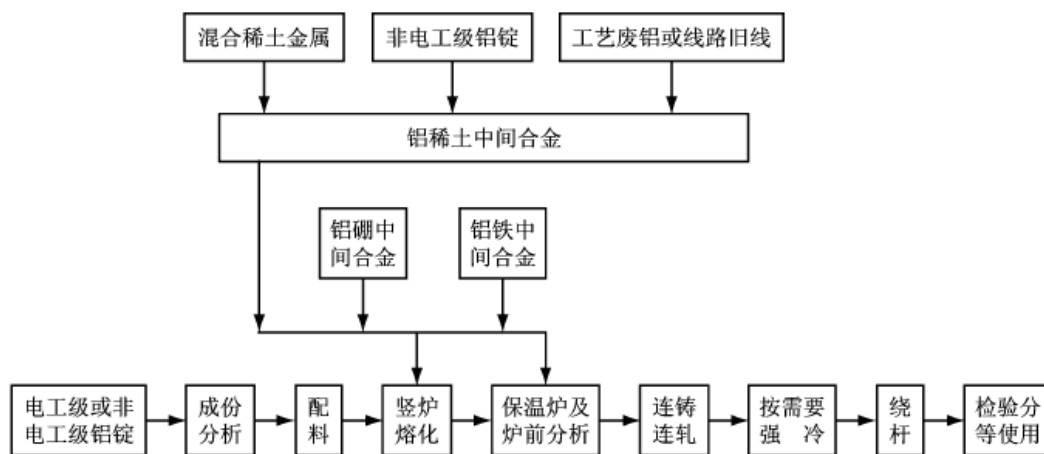 混合稀土金属
非电工级铝锭
工艺废铝或线路旧线
铝稀土中间合金
铝硼中
间合金
铝铁中
间合金
电工级或非
电工级铝锭
成份
分析
配
料
竖炉
熔化
保温炉及
炉前分析
连铸
连轧
按需要
强 冷
绕
杆
检验分
等使用